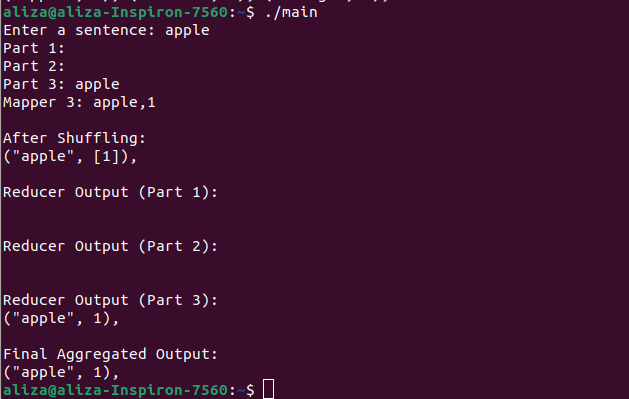 aliza@aliza-Inspiron-7560:~$ ./main
Enter a sentence: apple
Part 1:
Part 2:
Part 3: apple
Mapper 3: apple,1
After Shuffling:
("apple", [1]),
Reducer Output (Part 1):
Reducer Output (Part 2):
Reducer Output (Part 3):
("apple", 1),
Final Aggregated Output:
("apple", 1),
aliza@aliza-Inspiron-7560:~$